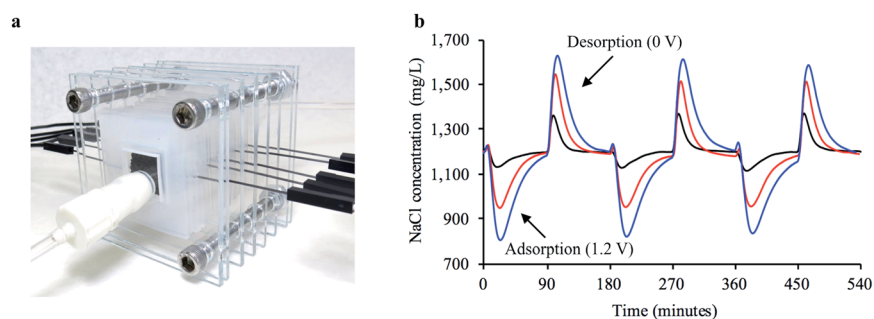 a
b
NaCl concentration (mg/L)
1,700
1,500
1,300
1,100
900
700
Desorption (0 V)
Adsorption (1.2 V)
0 90 180 270 360 450 540
Time (minutes)